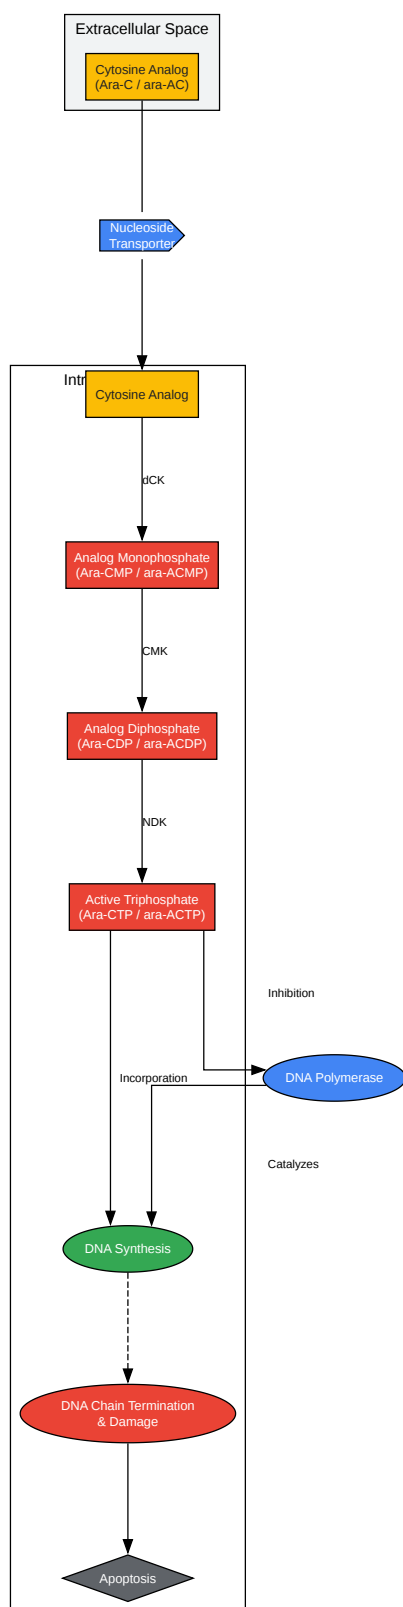 Extracellular Space
Cytosine Analog
(Ara-C / ara-AC)
Nucleoside
Transporter
Intr
Cytosine Analog
dCK
Analog Monophosphate
(Ara-CMP / ara-ACMP)
CMK
Analog Diphosphate
(Ara-CDP / ara-ACDP)
NDK
Active Triphosphate
(Ara-CTP / ara-ACTP)
Inhibition
Incorporation
DNA Polymerase
Catalyzes
DNA Synthesis
DNA Chain Termination
& Damage
Apoptosis